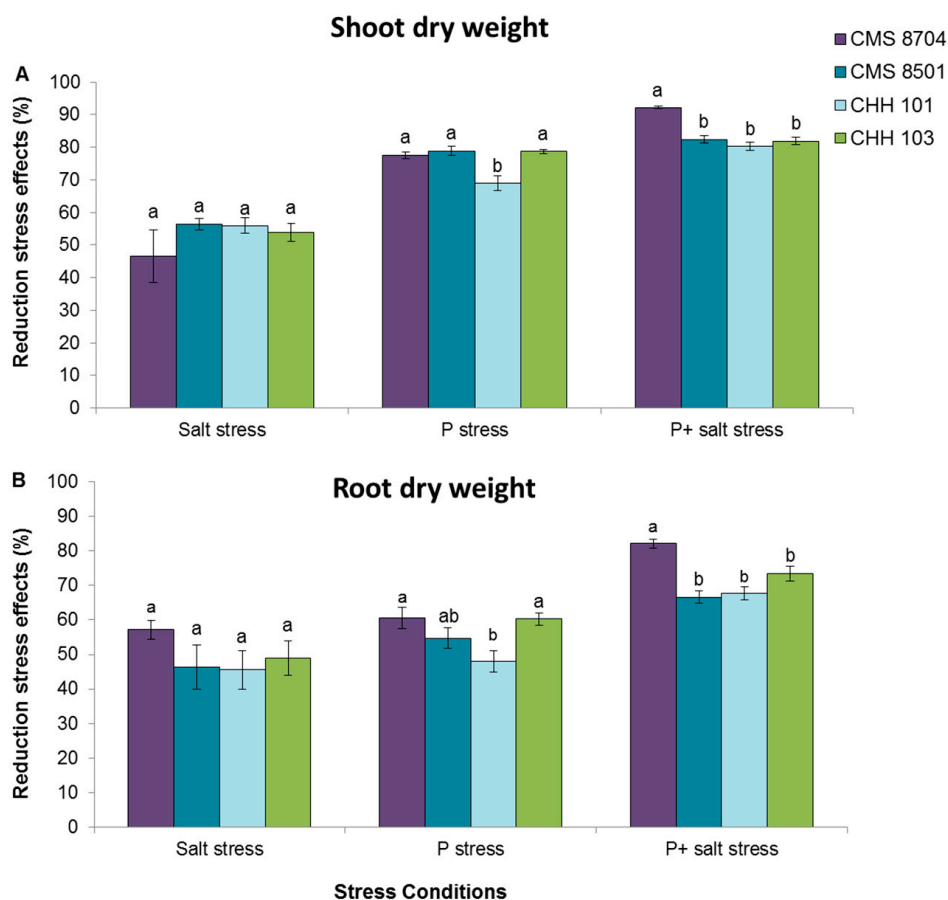 Shoot dry weight
CMS 8704
CMS 8501
CHH 101
CHH 103
A
Reduction stress effects (%)
100
90
80
70
60
50
40
30
20
10
0
a a a a
a a b a
a b b b
Salt stress P stress P+ salt stress
B
Root dry weight
Reduction stress effects (%)
100
90
80
70
60
50
40
30
20
10
0
a a a a
a ab b a
a b b b
Salt stress P stress P+ salt stress
Stress Conditions